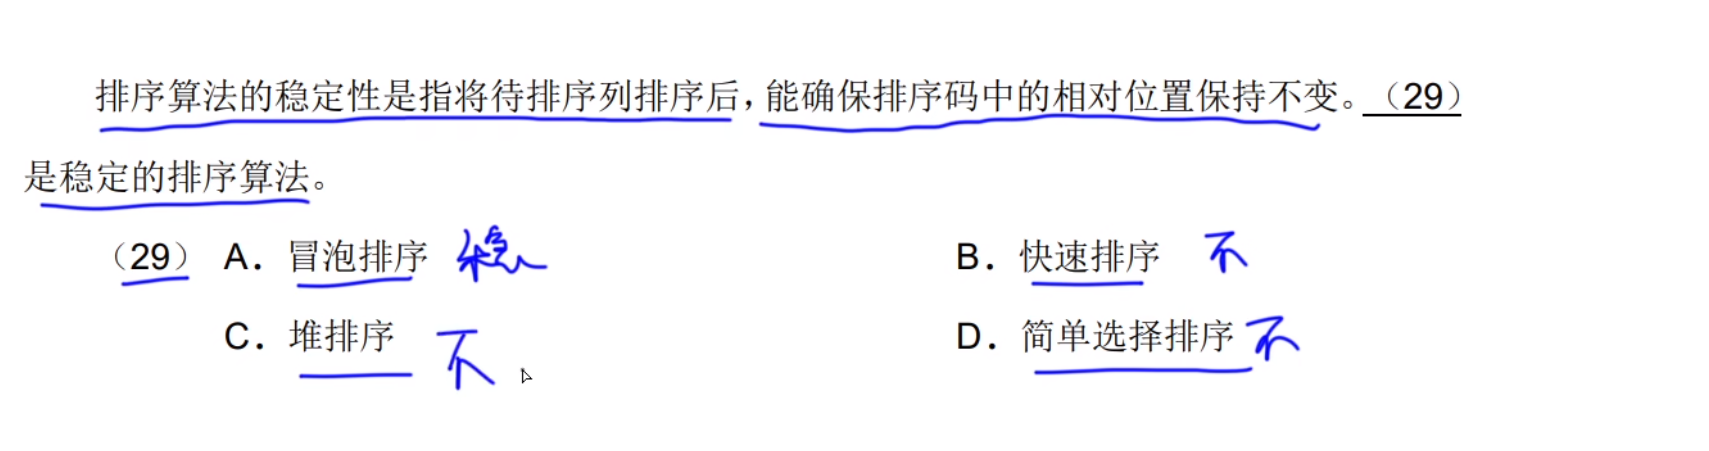 排序算法的稳定性是指将待排序列排序后，能确保排序码中的相对位置保持不变。（29）
是稳定的排序算法。
（29） A．冒泡排序 稳 B．快速排序 不
C．堆排序 不 D．简单选择排序 不